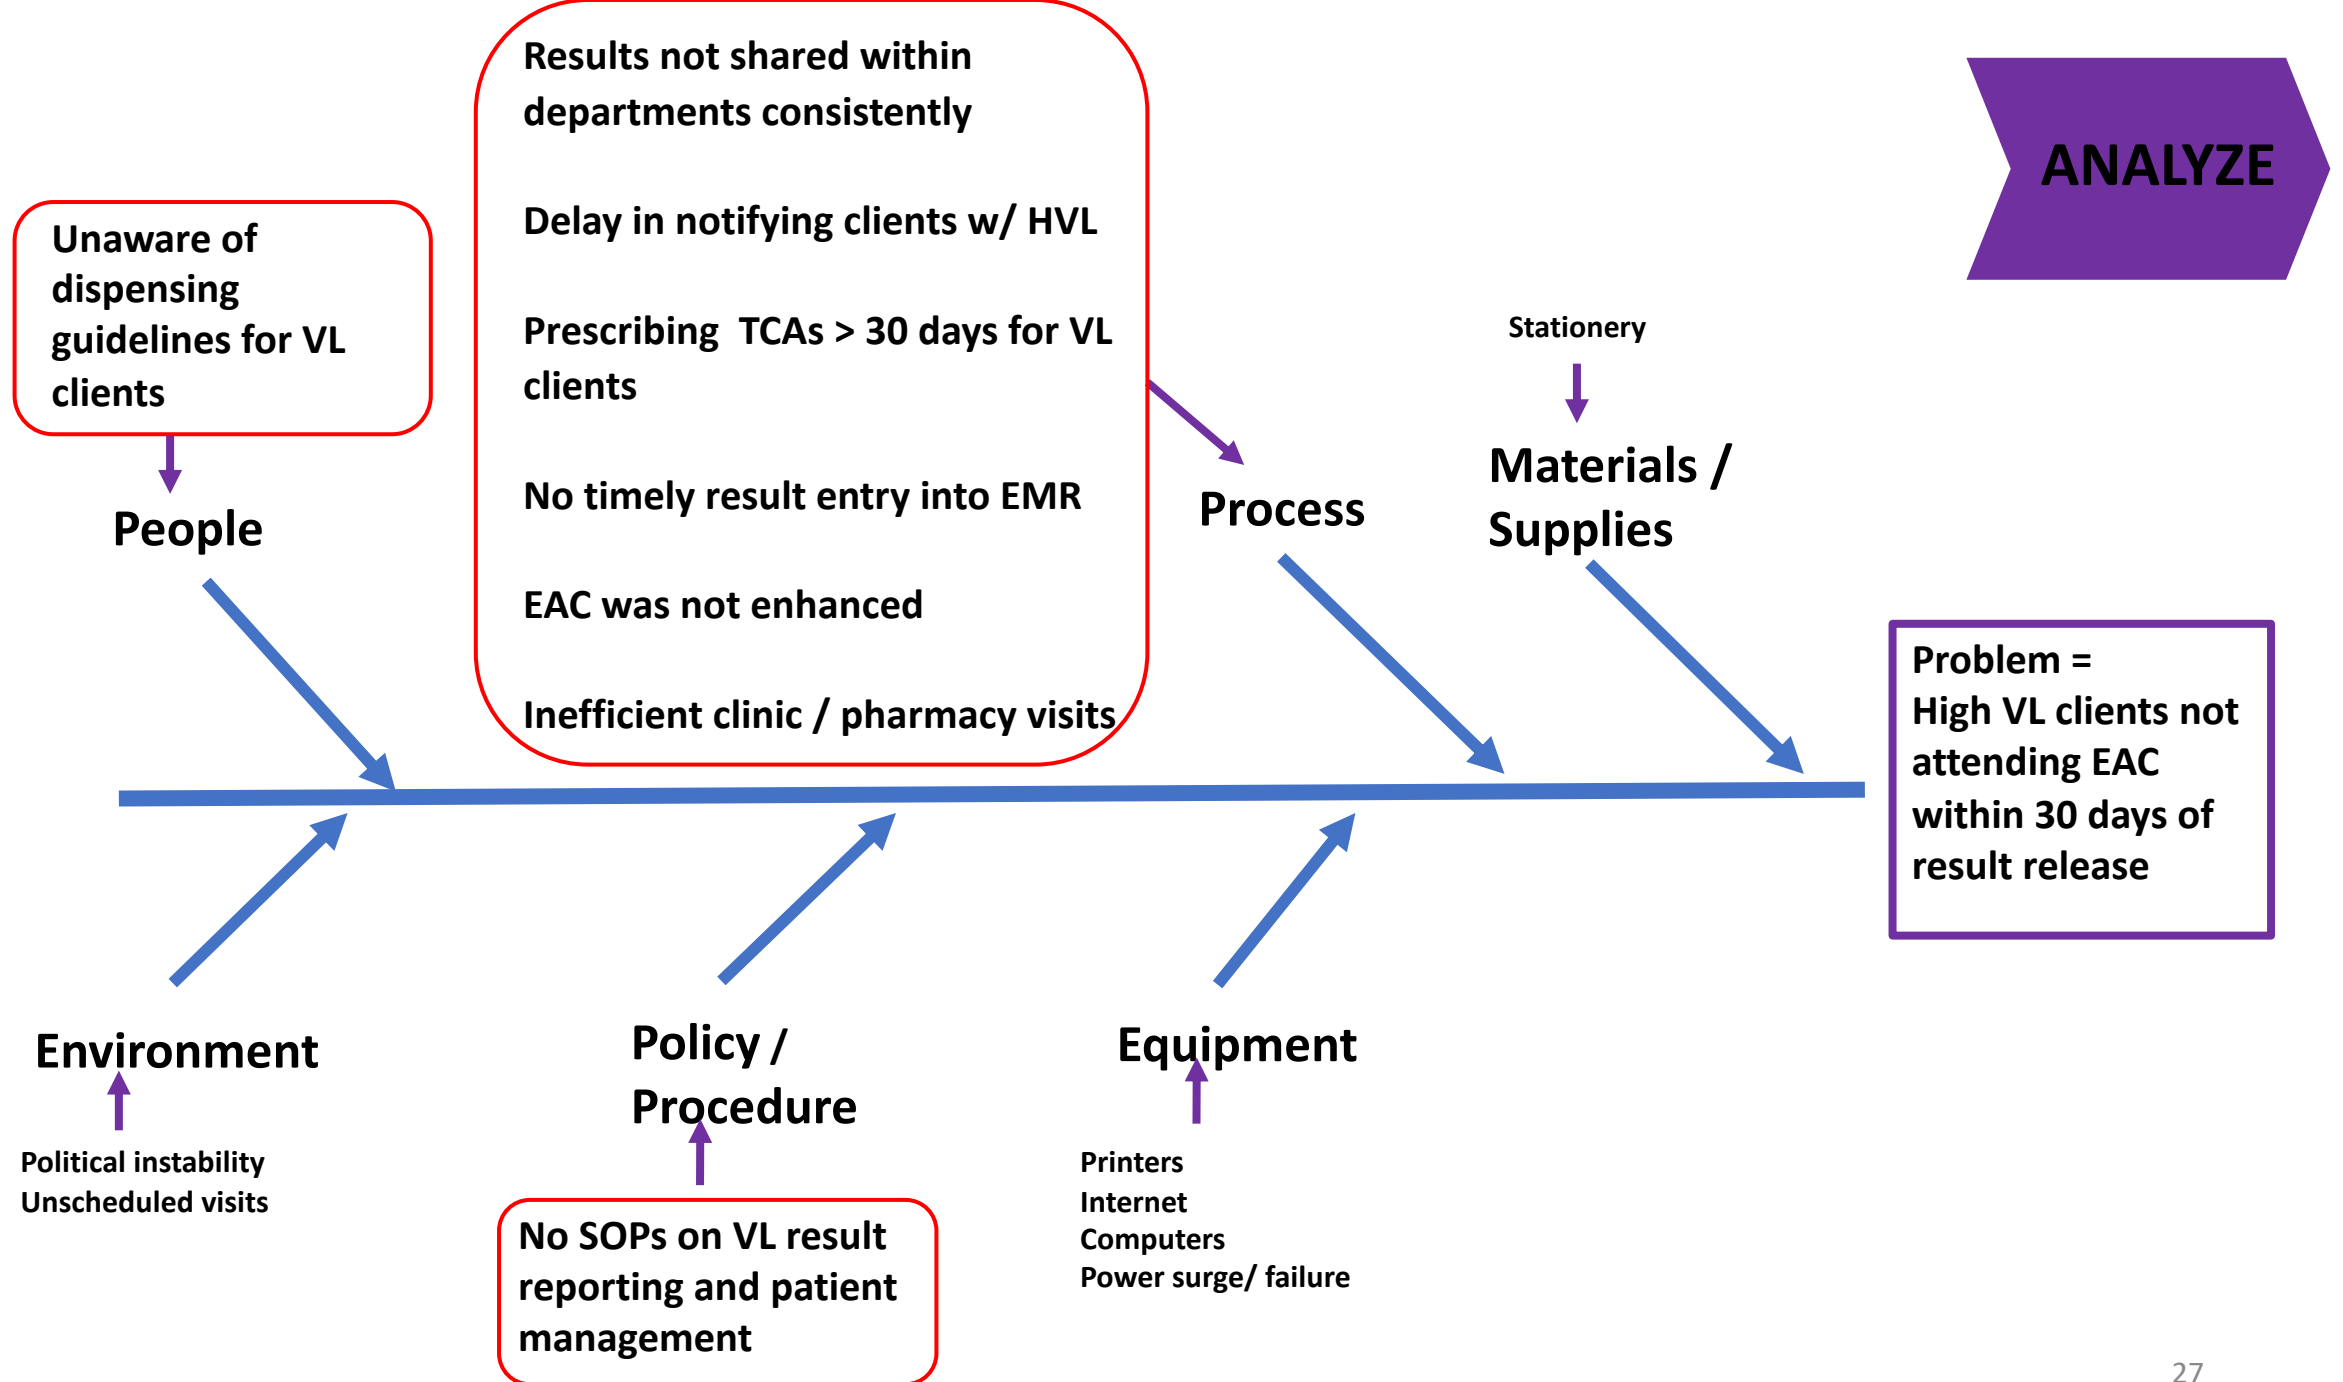 Results not shared within
departments consistently
Delay in notifying clients w/ HVL
Prescribing TCAs > 30 days for VL
clients
No timely result entry into EMR
EAC was not enhanced
Inefficient clinic / pharmacy visits
ANALYZE
Unaware of
dispensing
guidelines for VL
clients
People
Process
Stationery
Materials /
Supplies
Problem =
High VL clients not
attending EAC
within 30 days of
result release
Environment
Political instability
Unscheduled visits
Policy /
Procedure
No SOPs on VL result
reporting and patient
management
Equipment
Printers
Internet
Computers
Power surge/ failure
27